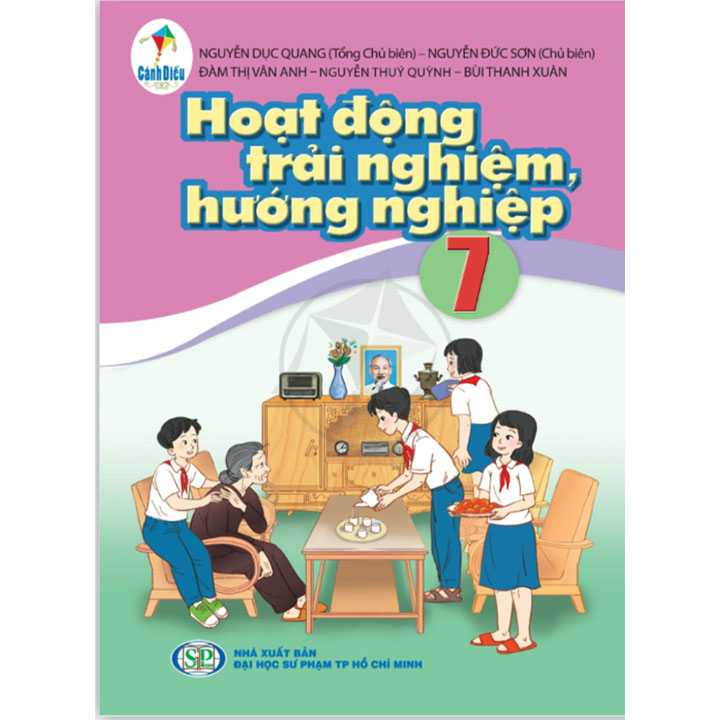 Cánh Diều
NGUYỄN DỤC QUANG (Tổng Chủ biên) – NGUYỄN ĐỨC SƠN (Chủ biên)
ĐÀM THỊ VÂN ANH – NGUYỄN THUÝ QUỲNH – BÙI THANH XUÂN
Hoạt động
trải nghiệm,
hướng nghiệp
7
SP
NHÀ XUẤT BẢN
ĐẠI HỌC SƯ PHẠM TP HỒ CHÍ MINH